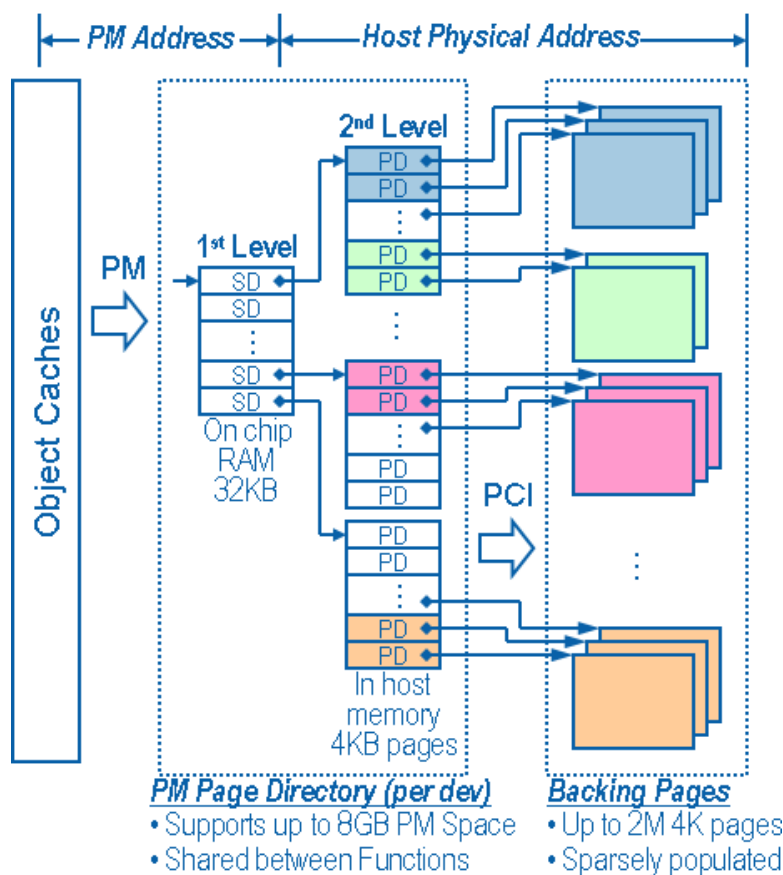 PM Address
Host Physical Address
2nd Level
PD
PD
⋮
PD
PD
⋮
1st Level
PM
SD
SD
⋮
SD
SD
On chip
RAM
32KB
Object Caches
PD
PD
⋮
PD
PD
PCI
PD
PD
⋮
PD
PD
⋮
In host
memory
4KB pages
PM Page Directory (per dev)
• Supports up to 8GB PM Space
• Shared between Functions
Backing Pages
• Up to 2M 4K pages
• Sparsely populated